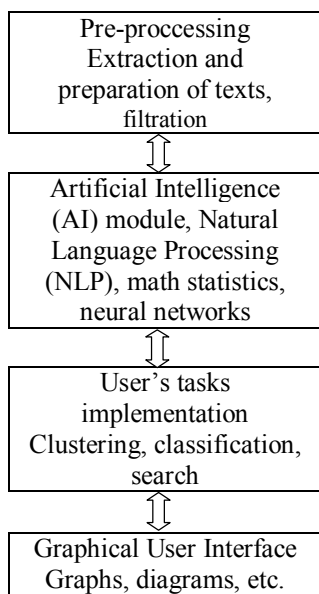 Pre-proccessing
Extraction and
preparation of texts,
filtration
Artificial Intelligence
(AI) module, Natural
Language Processing
(NLP), math statistics,
neural networks
User’s tasks
implementation
Clustering, classification,
search
Graphical User Interface
Graphs, diagrams, etc.